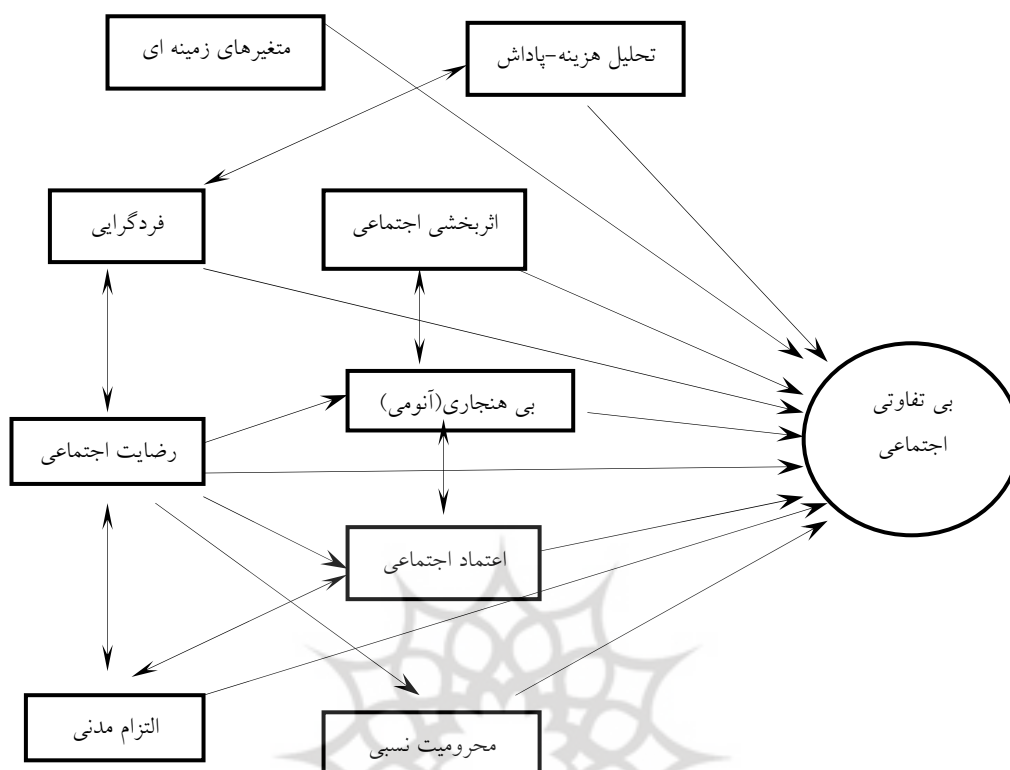 متغیرهای زمینه ای
تحلیل هزینه-پاداش
فردگرایی
اثربخشی اجتماعی
بی هنجاری(آنومی)
بی تفاوتی
اجتماعی
رضایت اجتماعی
اعتماد اجتماعی
التزام مدنی
محرومیت نسبی